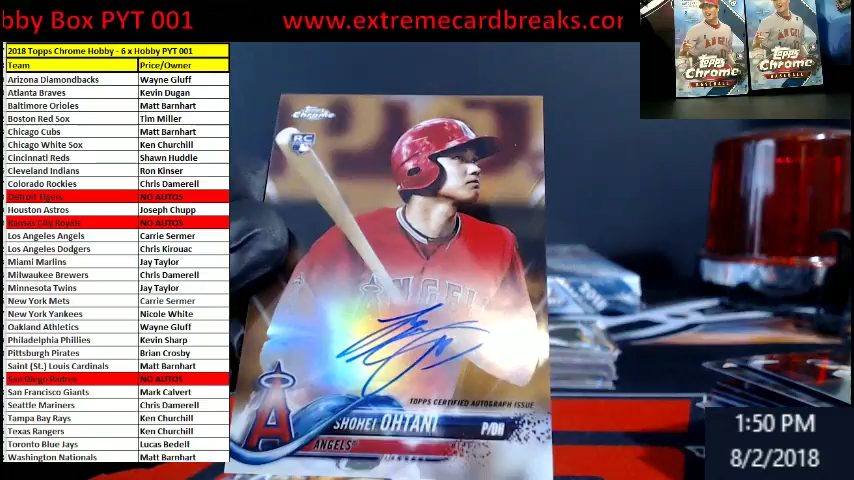 bby Box PYT 001
www.extremecardbreaks.com
2018 Topps Chrome Hobby - 6 x Hobby PYT 001
Team Price/Owner
Arizona Diamondbacks Wayne Gluff
Atlanta Braves Kevin Dugan
Baltimore Orioles Matt Barnhart
Boston Red Sox Tim Miller
Chicago Cubs Matt Barnhart
Chicago White Sox Ken Churchill
Cincinnati Reds Shawn Huddle
Cleveland Indians Ron Kinser
Colorado Rockies Chris Damerell
Detroit Tigers NO AUTOS
Houston Astros Joseph Chupp
Kansas City Royals NO AUTOS
Los Angeles Angels Carrie Sermer
Los Angeles Dodgers Chris Kirouac
Miami Marlins Jay Taylor
Milwaukee Brewers Chris Damerell
Minnesota Twins Jay Taylor
New York Mets Carrie Sermer
New York Yankees Nicole White
Oakland Athletics Wayne Gluff
Philadelphia Phillies Kevin Sharp
Pittsburgh Pirates Brian Crosby
Saint (St.) Louis Cardinals Matt Barnhart
San Diego Padres NO AUTOS
San Francisco Giants Mark Calvert
Seattle Mariners Chris Damerell
Tampa Bay Rays Ken Churchill
Texas Rangers Ken Churchill
Toronto Blue Jays Lucas Bedell
Washington Nationals Matt Barnhart
Topps
Chrome
RC
ANGELS
TOPPS CERTIFIED AUTOGRAPH ISSUE
SHOHEI OHTANI P/DH
ANGELS
Topps
Chrome
BASEBALL
Topps
Chrome
BASEBALL
1:50 PM
8/2/2018